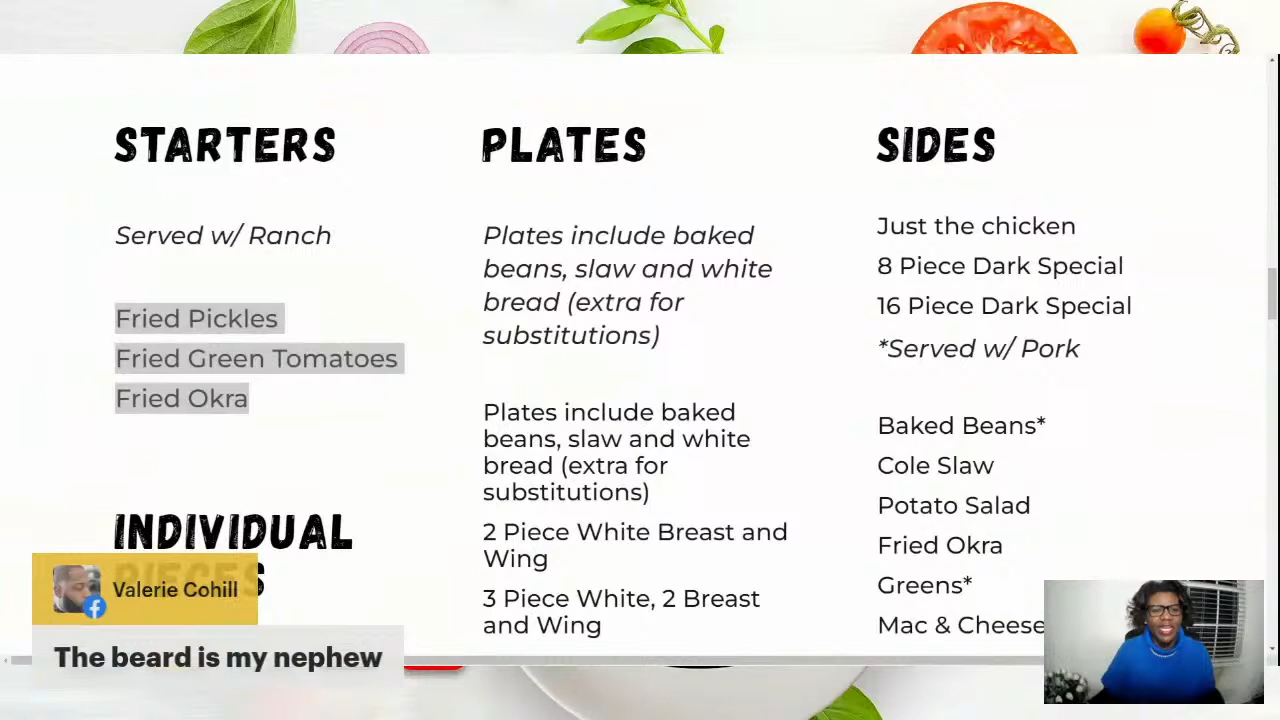 STARTERS
Served w/ Ranch
Fried Pickles
Fried Green Tomatoes
Fried Okra
INDIVIDUAL
PIECES
PLATES
Plates include baked
beans, slaw and white
bread (extra for
substitutions)
Plates include baked
beans, slaw and white
bread (extra for
substitutions)
2 Piece White Breast and
Wing
3 Piece White, 2 Breast
and Wing
SIDES
Just the chicken
8 Piece Dark Special
16 Piece Dark Special
*Served w/ Pork
Baked Beans*
Cole Slaw
Potato Salad
Fried Okra
Greens*
Mac & Cheese
Valerie Cohill
The beard is my nephew